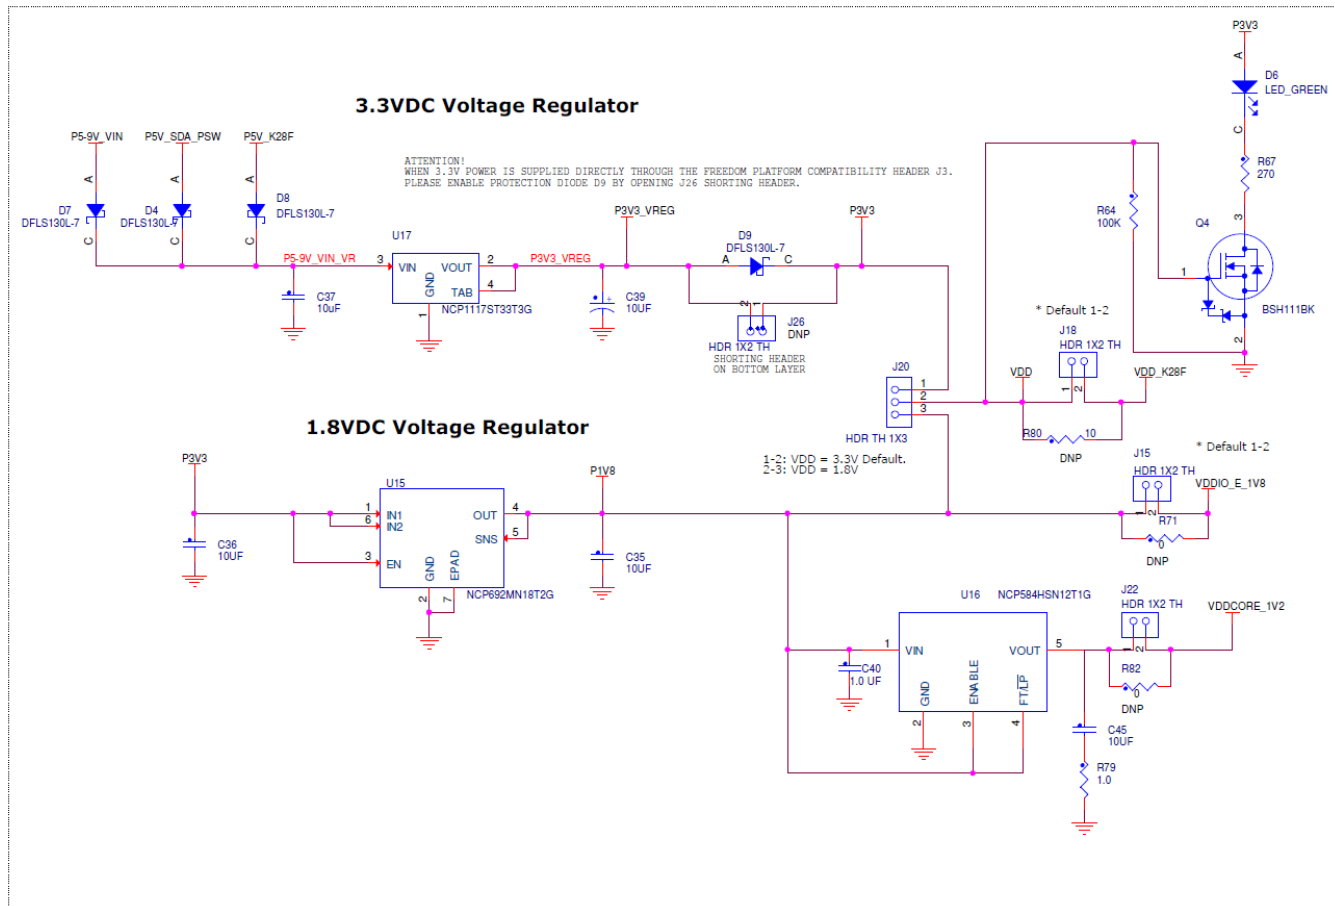 P3V3
A
D6
LED_GREEN
C
R67
270
3.3VDC Voltage Regulator
P5-9V_VIN
P5V_SDA_PSW
P5V_K28F
ATTENTION!
WHEN 3.3V POWER IS SUPPLIED DIRECTLY THROUGH THE FREEDOM PLATFORM COMPATIBILITY HEADER J3.
PLEASE ENABLE PROTECTION DIODE D9 BY OPENING J26 SHORTING HEADER.
A
A
A
D7
DFLS130L-7
D4
DFLS130L-7
D8
DFLS130L-7
C
C
C
P5-9V_VIN_VR
U17
3
VIN
VOUT
2
TAB
4
GND
1
NCP1117ST33T3G
C37
10uF
P3V3_VREG
P3V3_VREG
C39
10UF
D9
DFLS130L-7
A
C
P3V3
2
1
J26
DNP
HDR 1X2 TH
SHORTING HEADER
ON BOTTOM LAYER
R64
100K
Q4
3
1
2
BSH111BK
* Default 1-2
J18
HDR 1X2 TH
VDD
1
2
VDD_K28F
R80
10
DNP
J20
1
2
3
HDR TH 1X3
1-2: VDD = 3.3V Default.
2-3: VDD = 1.8V
* Default 1-2
J15
HDR 1X2 TH
VDDIO_E_1V8
1
2
R71
0
DNP
1.8VDC Voltage Regulator
P3V3
U15
1
IN1
6
IN2
3
EN
OUT
4
SNS
5
GND
EPAD
2
7
NCP692MN18T2G
C36
10UF
P1V8
C35
10UF
U16
NCP584HSN12T1G
1
VIN
VOUT
5
GND
ENABLE
FT/LP
2
3
4
C40
1.0 UF
J22
HDR 1X2 TH
VDDCORE_1V2
1
2
R82
0
DNP
C45
10UF
R79
1.0